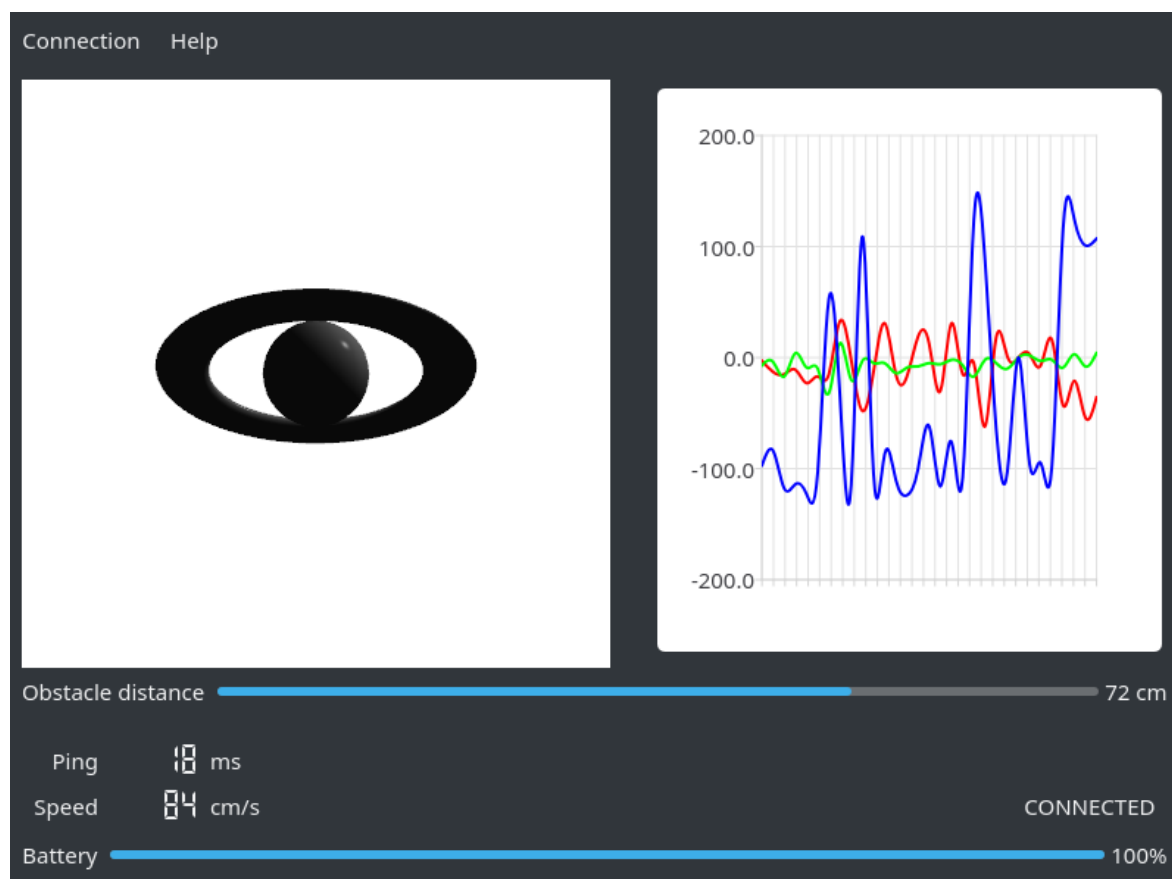 Connection Help
200.0
100.0
0.0
-100.0
-200.0
Obstacle distance 72 cm
Ping 18 ms
Speed 84 cm/s
CONNECTED
Battery 100%